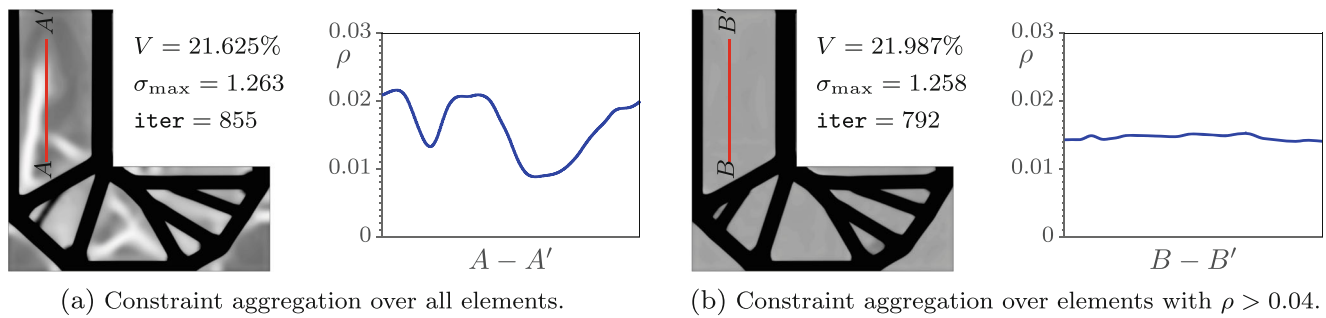 A
A′
V = 21.625%
σmax = 1.263
iter = 855
0.03
ρ
0.02
0.01
0
A − A′
(a) Constraint aggregation over all elements.
B
B′
V = 21.987%
σmax = 1.258
iter = 792
0.03
ρ
0.02
0.01
0
B − B′
(b) Constraint aggregation over elements with ρ > 0.04.